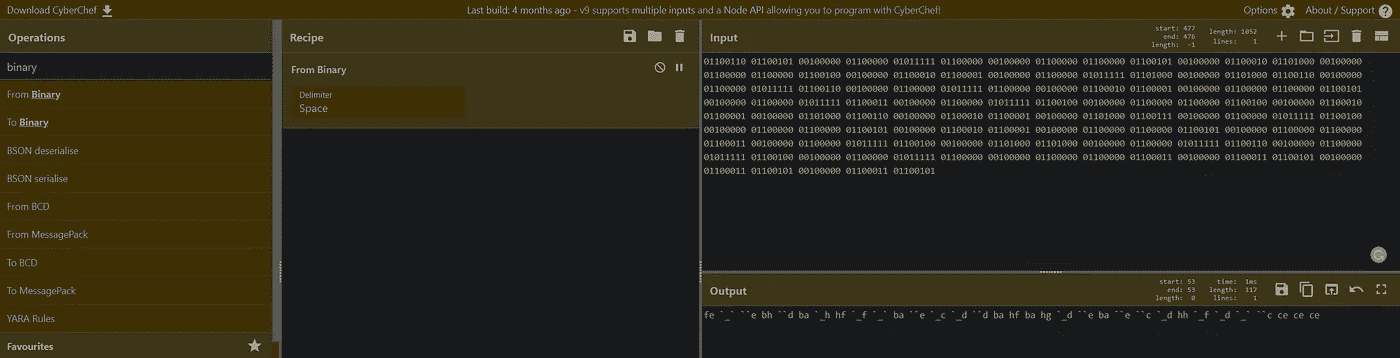 Download CyberChef
Last build: 4 months ago - v9 supports multiple inputs and a Node API allowing you to program with CyberChef!
Options
About / Support
Operations
binary
From Binary
To Binary
BSON deserialise
BSON serialise
From BCD
From MessagePack
To BCD
To MessagePack
YARA Rules
Favourites
Recipe
From Binary
Delimiter
Space
Input
start: 477
end: 476
length: -1
length: 1052
lines: 1
01100110 01100101 00100000 01100000 01011111 01100000 00100000 01100000 01100000 01100101 00100000 01100010 01101000 00100000
01100000 01100000 01100100 00100000 01100010 01100001 00100000 01100000 01011111 01101000 00100000 01101000 01100110 00100000
01100000 01011111 01100110 00100000 01100000 01011111 01100000 00100000 01100010 01100001 00100000 01100000 01100000 01100101
00100000 01100000 01011111 01100011 00100000 01100000 01011111 01100100 00100000 01100000 01100000 01100100 00100000 01100010
01100001 00100000 01101000 01100110 00100000 01100010 01100001 00100000 01101000 01100111 00100000 01100000 01011111 01100100
00100000 01100000 01100000 01100101 00100000 01100010 01100001 00100000 01100000 01100000 01100101 00100000 01100000 01100000
01100011 00100000 01100000 01011111 01100100 00100000 01101000 01101000 00100000 01100000 01011111 01100110 00100000 01100000
01011111 01100100 00100000 01100000 01011111 01100000 00100000 01100000 01100000 01100011 00100000 01100011 01100101 00100000
01100011 01100101 00100000 01100011 01100101
Output
start: 53
end: 53
length: 0
time: 1ms
length: 117
lines: 1
fe `_` ``e bh ``d ba `_h hf `_f `_` ba ``e `_c `_d ``d ba hf ba hg `_d ``e ba ``e ``c `_d hh `_f `_d `_` ``c ce ce ce